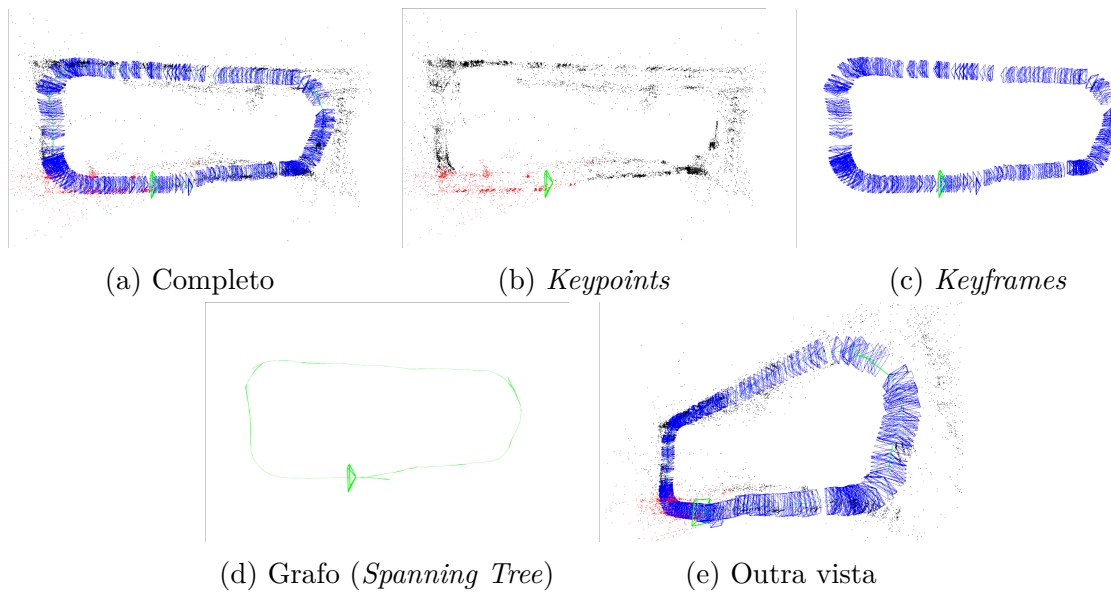 (a) Completo
(b) Keypoints
(c) Keyframes
(d) Grafo (Spanning Tree)
(e) Outra vista